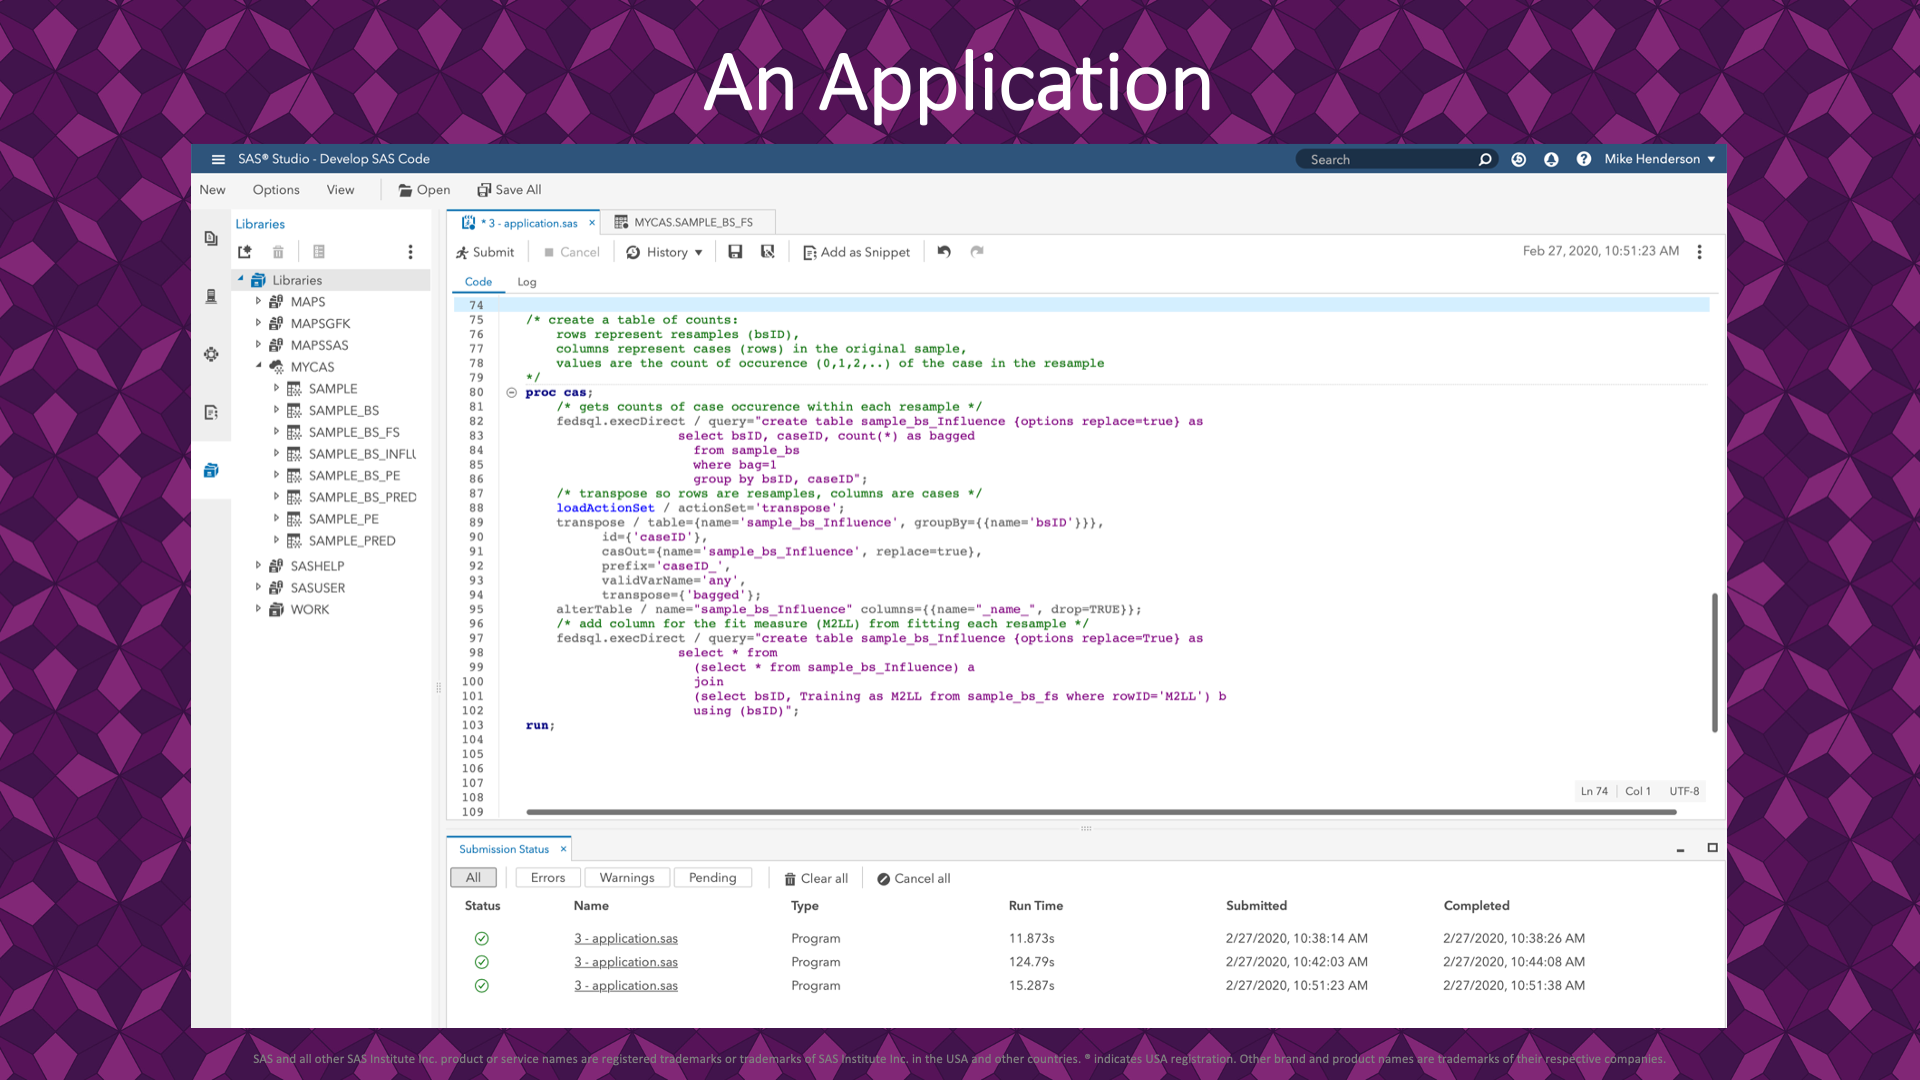 An Application
SAS® Studio - Develop SAS Code
Search
Mike Henderson
New Options View Open Save All
Libraries
Libraries
MAPS
MAPSGFK
MAPSSAS
MYCAS
SAMPLE
SAMPLE_BS
SAMPLE_BS_FS
SAMPLE_BS_INFLU
SAMPLE_BS_PE
SAMPLE_BS_PRED
SAMPLE_PE
SAMPLE_PRED
SASHELP
SASUSER
WORK
* 3 - application.sas × MYCAS.SAMPLE_BS_FS
Submit Cancel History Add as Snippet Feb 27, 2020, 10:51:23 AM
Code Log
74
75 /* create a table of counts:
76 rows represent resamples (bsID),
77 columns represent cases (rows) in the original sample,
78 values are the count of occurence (0,1,2,..) of the case in the resample
79 */
80 proc cas;
81 /* gets counts of case occurence within each resample */
82 fedsql.execDirect / query="create table sample_bs_Influence {options replace=true} as
83 select bsID, caseID, count(*) as bagged
84 from sample_bs
85 where bag=1
86 group by bsID, caseID";
87 /* transpose so rows are resamples, columns are cases */
88 loadActionSet / actionSet='transpose';
89 transpose / table={name='sample_bs_Influence', groupBy={{name='bsID'}}},
90 id={'caseID'},
91 casOut={name='sample_bs_Influence', replace=true},
92 prefix='caseID_',
93 validVarName='any',
94 transpose={'bagged'};
95 alterTable / name="sample_bs_Influence" columns={{name="_name_", drop=TRUE}};
96 /* add column for the fit measure (M2LL) from fitting each resample */
97 fedsql.execDirect / query="create table sample_bs_Influence {options replace=True} as
98 select * from
99 (select * from sample_bs_Influence) a
100 join
101 (select bsID, Training as M2LL from sample_bs_fs where rowID='M2LL') b
102 using (bsID)";
103 run;
104
105
106
107
108
109
Ln 74 Col 1 UTF-8
Submission Status ×
All Errors Warnings Pending Clear all Cancel all
Status Name Type Run Time Submitted Completed
3 - application.sas Program 11.873s 2/27/2020, 10:38:14 AM 2/27/2020, 10:38:26 AM
3 - application.sas Program 124.79s 2/27/2020, 10:42:03 AM 2/27/2020, 10:44:08 AM
3 - application.sas Program 15.287s 2/27/2020, 10:51:23 AM 2/27/2020, 10:51:38 AM
SAS and all other SAS Institute Inc. product or service names are registered trademarks or trademarks of SAS Institute Inc. in the USA and other countries. ® indicates USA registration. Other brand and product names are trademarks of their respective companies.